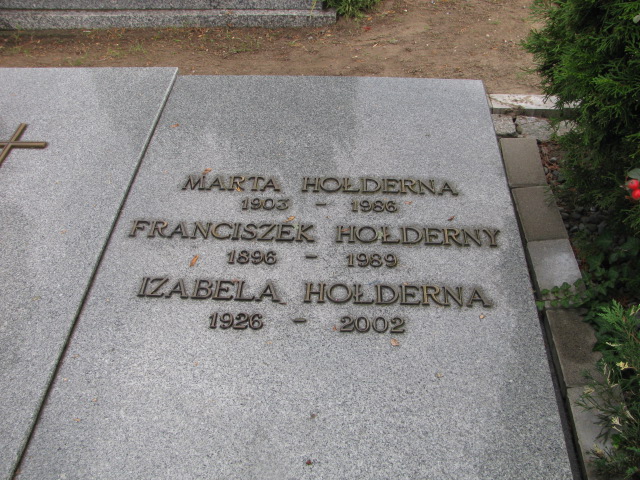 MARTA HOŁDERNA
1903 - 1986
FRANCISZEK HOŁDERNY
1896 - 1989
IZABELA HOŁDERNA
1926 - 2002